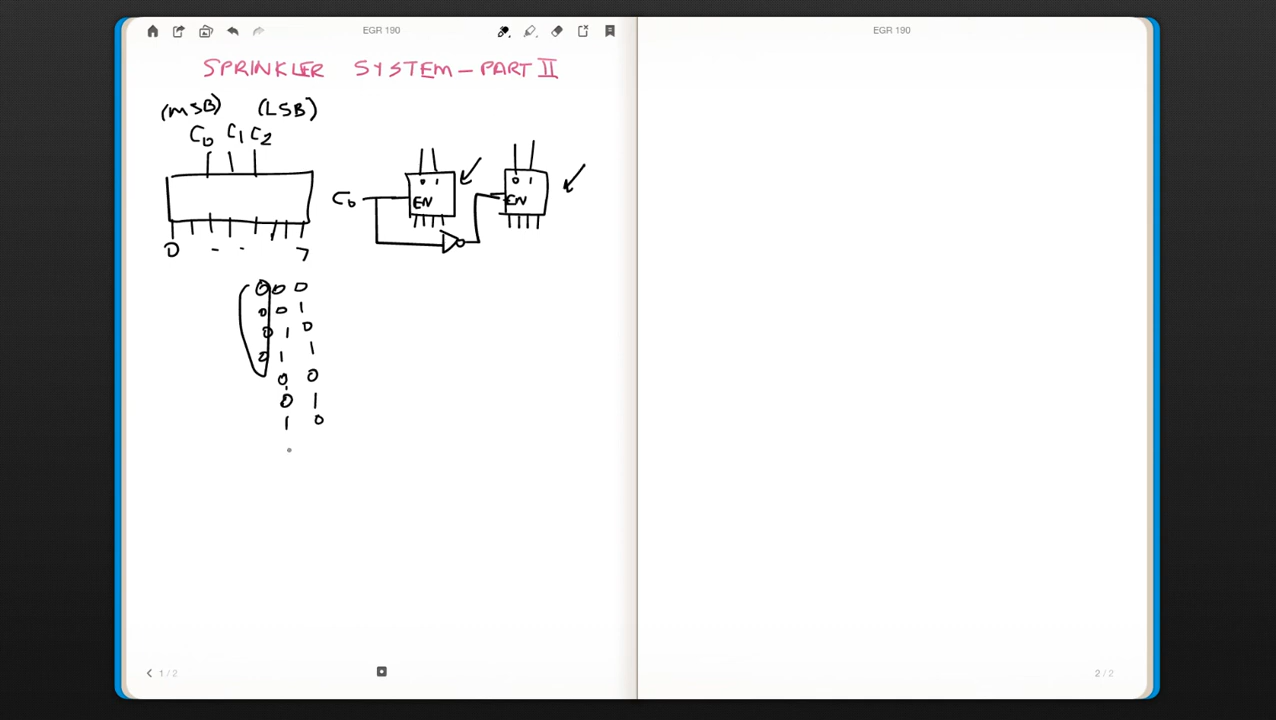 EGR 190
EGR 190
SPRINKLER SYSTEM - PART II
(MSB) (LSB)
C0 C1 C2
0 1
0 1
C0
EN
EN
0 - - 7
0 0 0
0 0 1
0 1 0
0 1 1
0 0
0 1
1 0
1 / 2
2 / 2